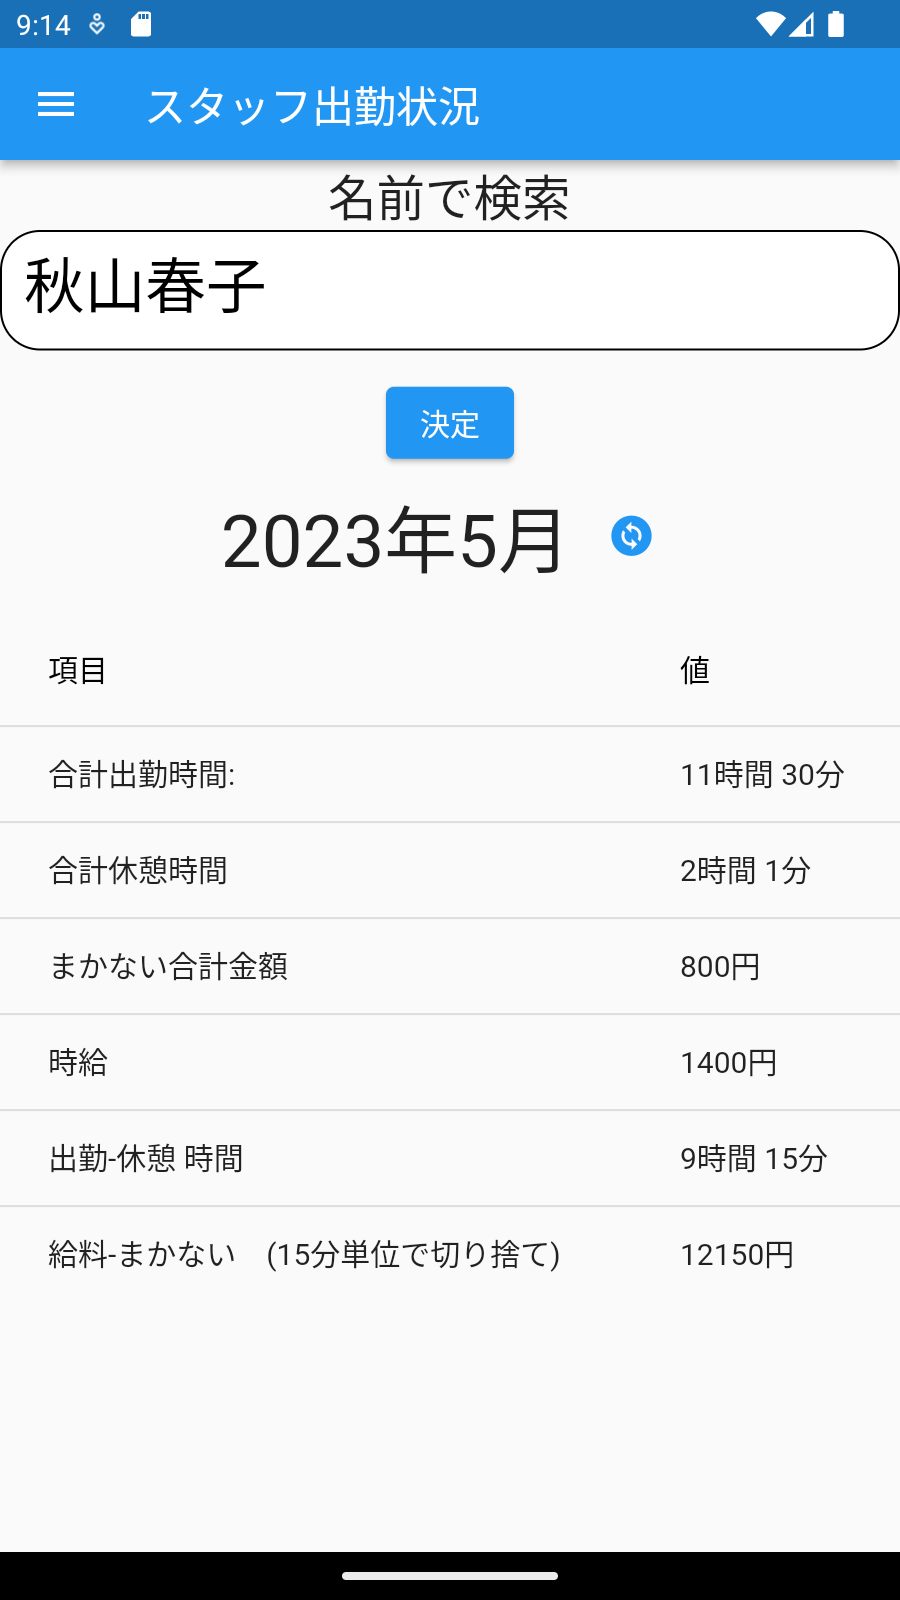 9:14
スタッフ出勤状況
名前で検索
秋山春子
決定
2023年5月
項目 値
合計出勤時間: 11時間 30分
合計休憩時間 2時間 1分
まかない合計金額 800円
時給 1400円
出勤-休憩 時間 9時間 15分
給料-まかない　(15分単位で切り捨て) 12150円